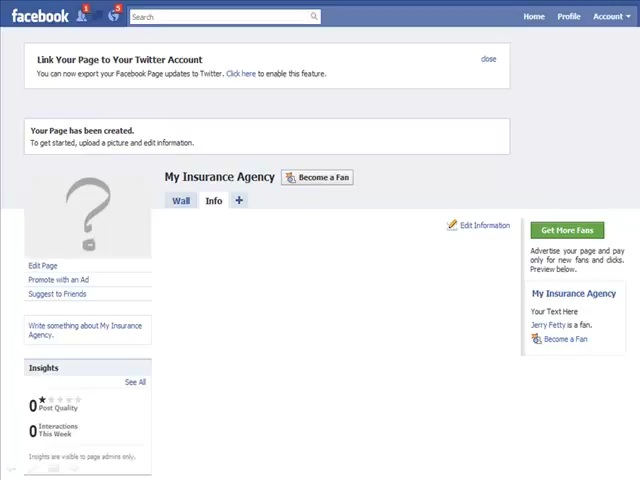 facebook
1
5
Search
Home Profile Account
Link Your Page to Your Twitter Account
close
You can now export your Facebook Page updates to Twitter. Click here to enable this feature.
Your Page has been created.
To get started, upload a picture and edit information.
My Insurance Agency
Become a Fan
Wall Info +
Edit Information
?
Edit Page
Promote with an Ad
Suggest to Friends
Write something about My Insurance
Agency.
Insights
See All
0 Post Quality
0 Interactions
This Week
Insights are visible to page admins only.
Get More Fans
Advertise your page and pay
only for new fans and clicks.
Preview below.
My Insurance Agency
Your Text Here
Jerry Fetty is a fan.
Become a Fan